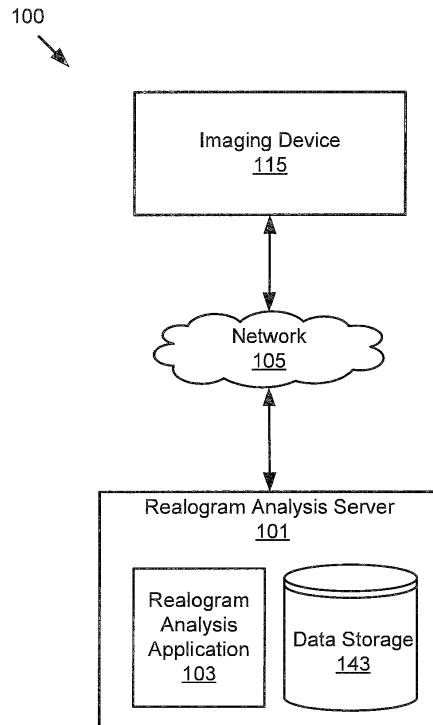 100
Imaging Device
115
Network
105
Realogram Analysis Server
101
Realogram
Analysis
Application
103
Data Storage
143